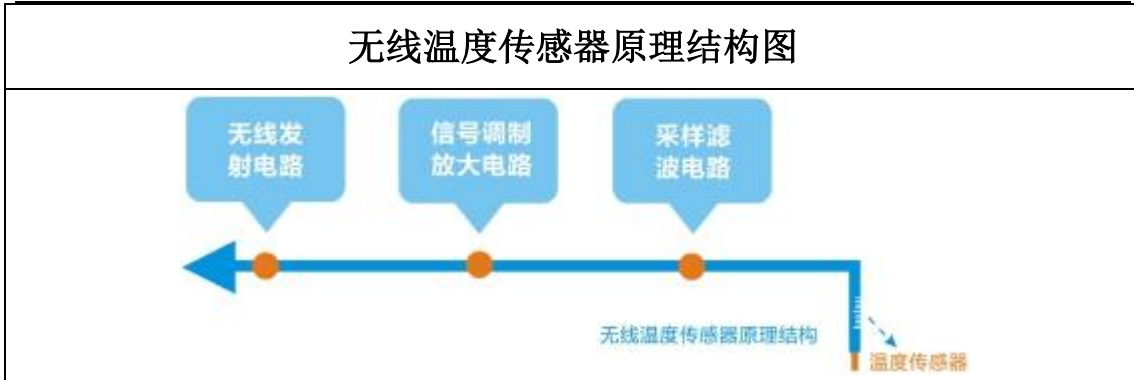 无线温度传感器原理结构图
无线发
射电路
信号调制
放大电路
采样滤
波电路
无线温度传感器原理结构
温度传感器